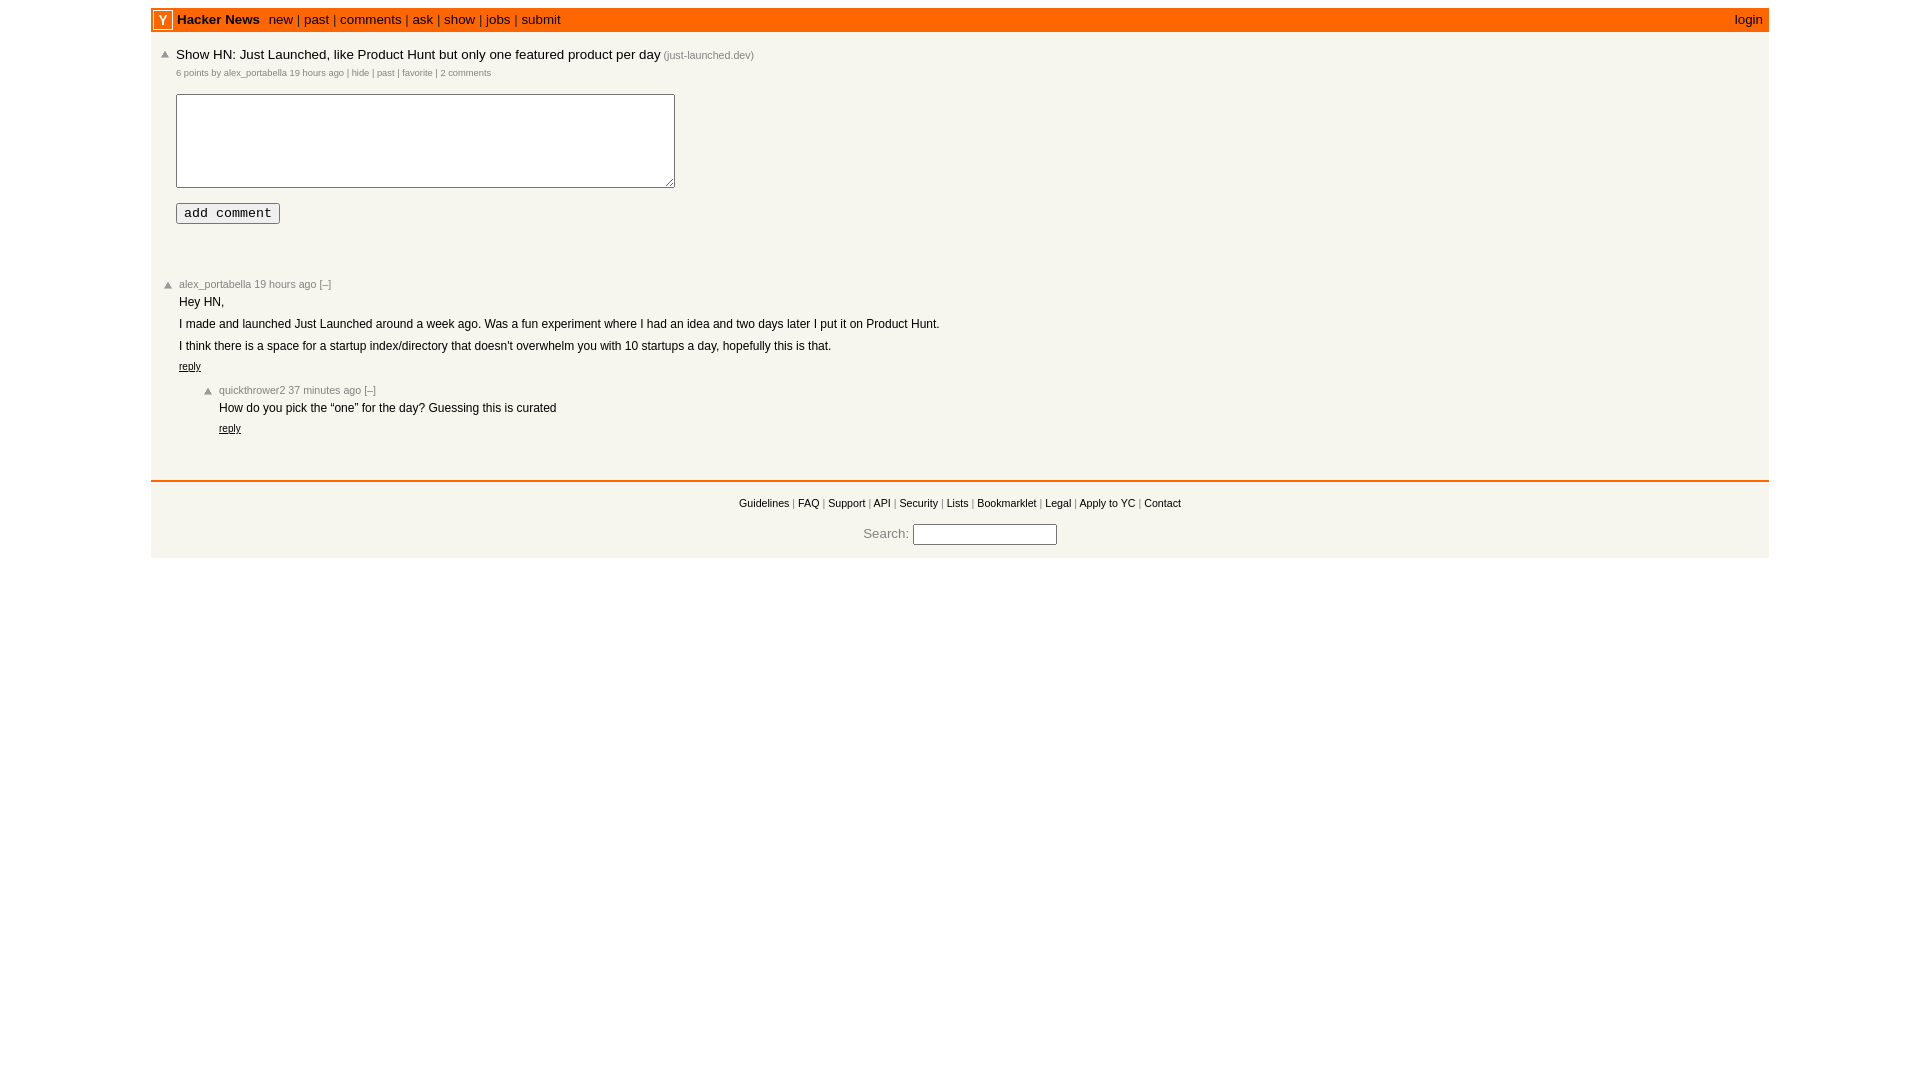 Y Hacker News new | past | comments | ask | show | jobs | submit login
Show HN: Just Launched, like Product Hunt but only one featured product per day (just-launched.dev)
6 points by alex_portabella 19 hours ago | hide | past | favorite | 2 comments
add comment
alex_portabella 19 hours ago [–]
Hey HN,
I made and launched Just Launched around a week ago. Was a fun experiment where I had an idea and two days later I put it on Product Hunt.
I think there is a space for a startup index/directory that doesn't overwhelm you with 10 startups a day, hopefully this is that.
reply
quickthrower2 37 minutes ago [–]
How do you pick the “one” for the day? Guessing this is curated
reply
Guidelines | FAQ | Support | API | Security | Lists | Bookmarklet | Legal | Apply to YC | Contact
Search: